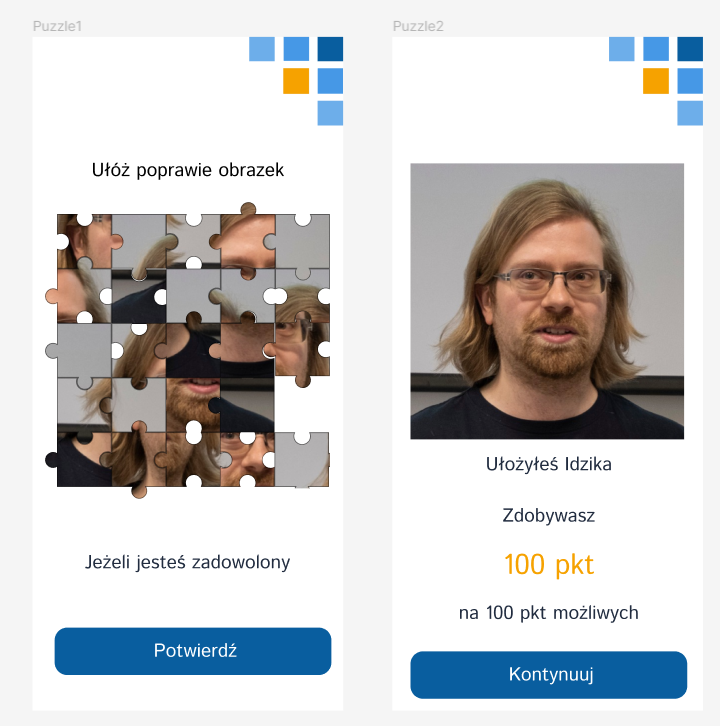 Puzzle1
Puzzle2
Ułóż poprawie obrazek
Jeżeli jesteś zadowolony
Potwierdź
Ułożyłeś Idzika
Zdobywasz
100 pkt
na 100 pkt możliwych
Kontynuuj